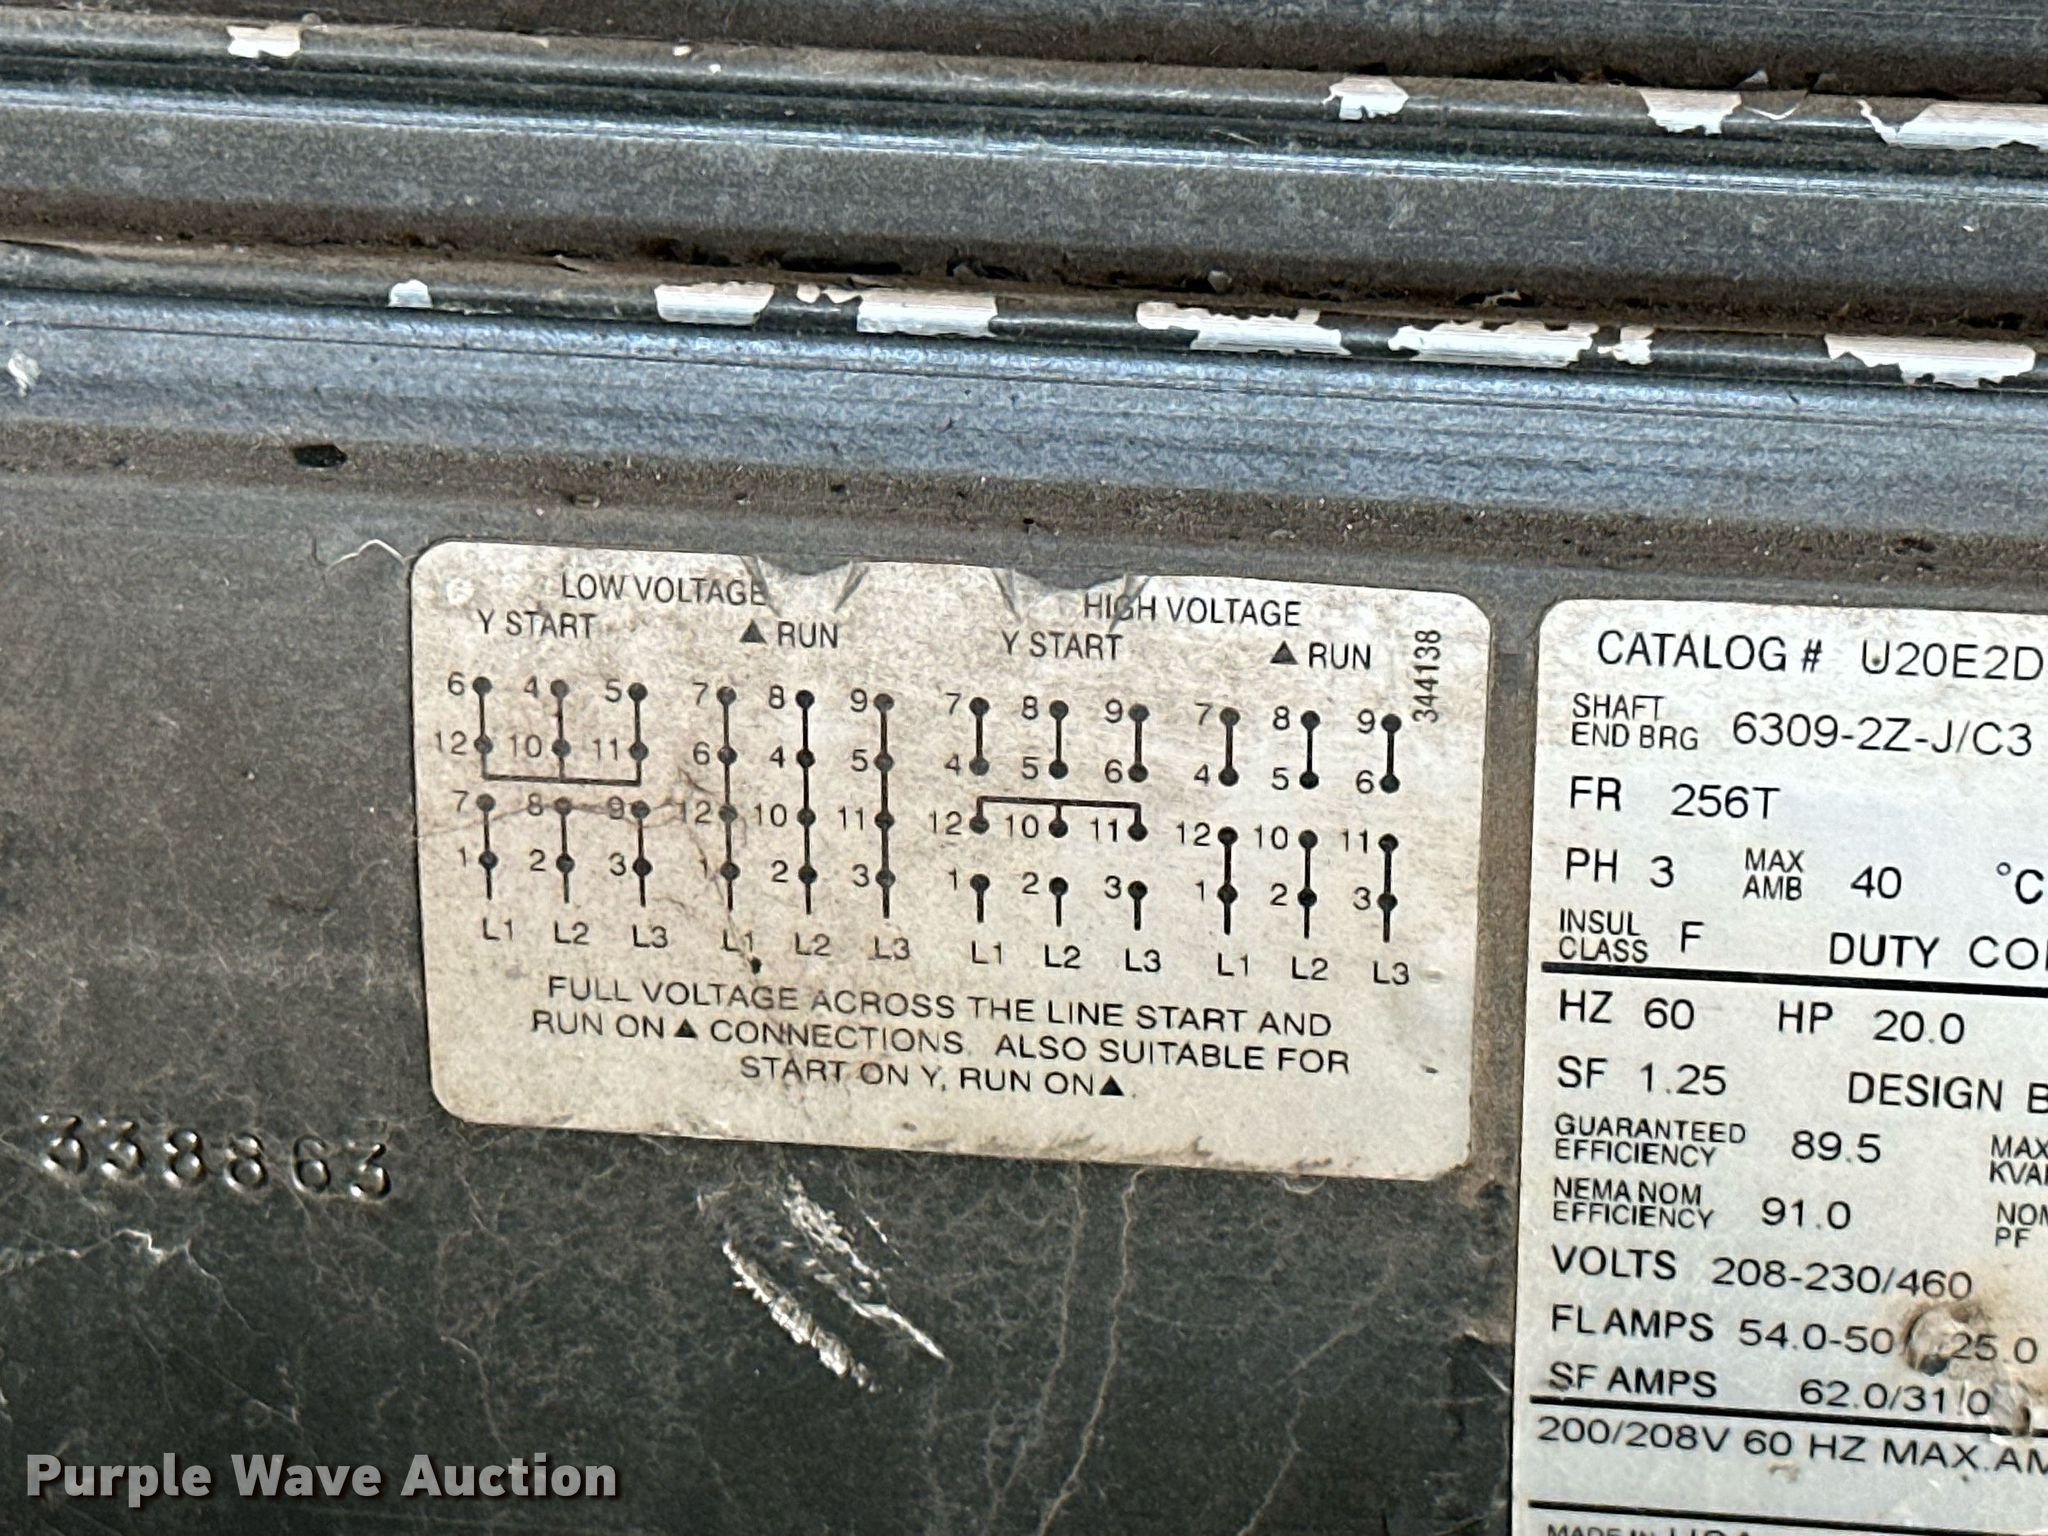 LOW VOLTAGE HIGH VOLTAGE
Y START ▲ RUN Y START ▲ RUN
344138
6 4 5 7 8 9 7 8 9 7 8 9
12 10 11 6 4 5 4 5 6 4 5 6
7 8 9 12 10 11 12 10 11 12 10 11
1 2 3 1 2 3 1 2 3 1 2 3
L1 L2 L3 L1 L2 L3 L1 L2 L3 L1 L2 L3
FULL VOLTAGE ACROSS THE LINE START AND
RUN ON ▲ CONNECTIONS. ALSO SUITABLE FOR
START ON Y, RUN ON ▲.
338863
CATALOG # U20E2D
SHAFT END BRG 6309-2Z-J/C3
FR 256T
PH 3 MAX AMB 40 °C
INSUL CLASS F DUTY
HZ 60 HP 20.0
SF 1.25 DESIGN B
GUARANTEED EFFICIENCY 89.5 MAX
NEMA NOM EFFICIENCY 91.0 PF
VOLTS 208-230/460
FL AMPS 54.0-50 25.0
SF AMPS 62.0/31.0
200/208V 60 HZ MAX.
MADE IN
Purple Wave Auction